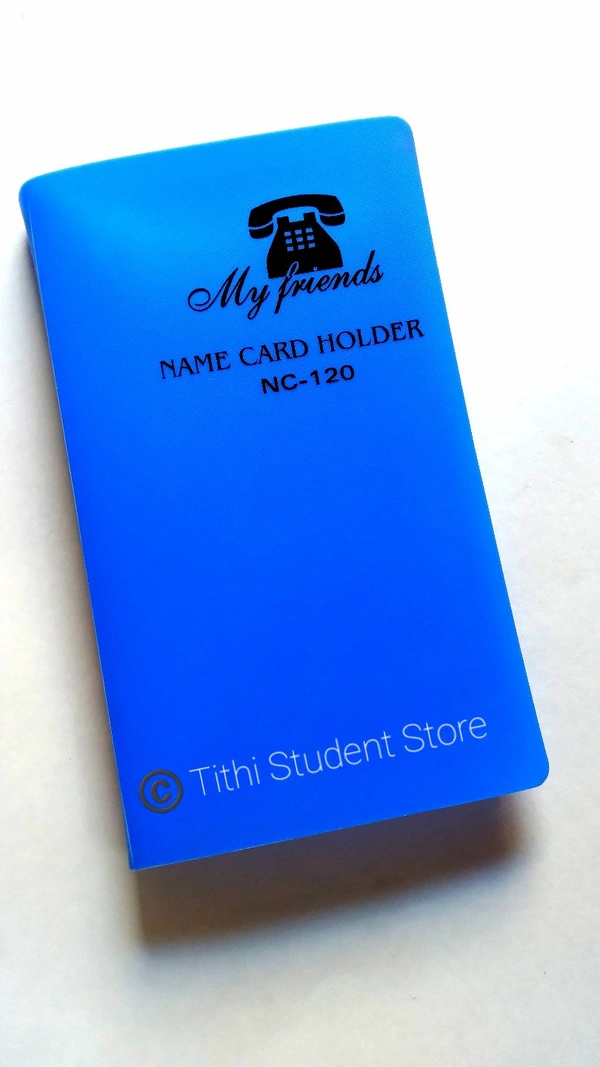 My friends
NAME CARD HOLDER
NC-120
© Tithi Student Store